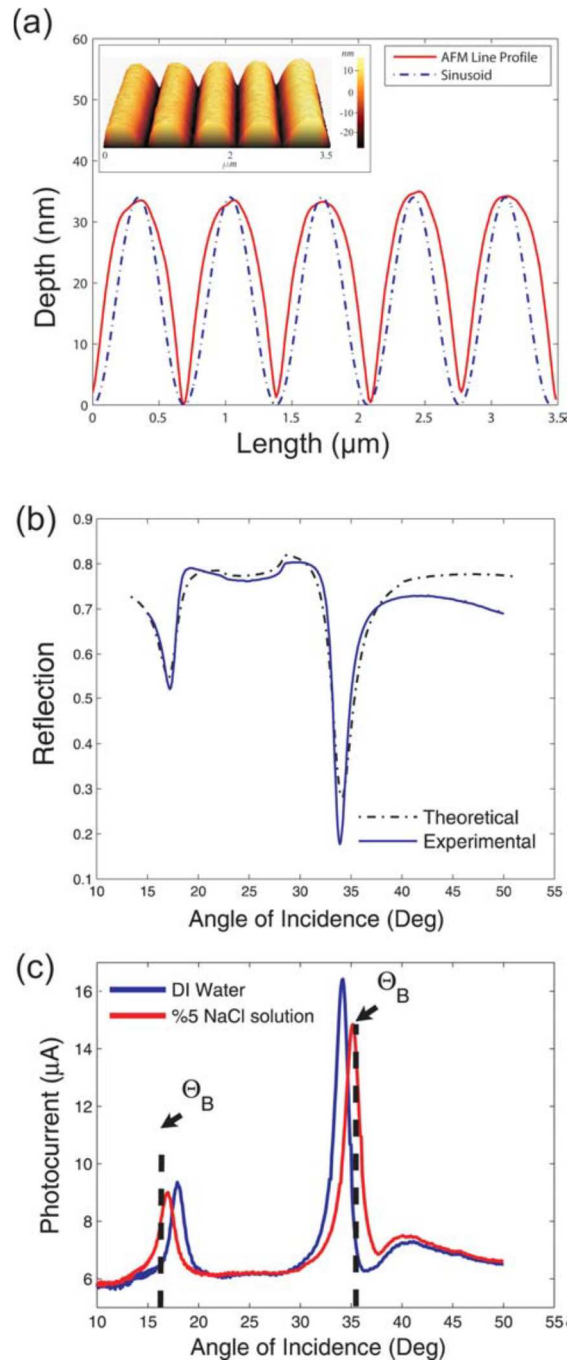 (a)
60
50
40
30
20
10
0
Depth (nm)
nm
10
0
-20
0
2
3.5
µm
AFM Line Profile
Sinusoid
0
0.5
1
1.5
2
2.5
3
3.5
Length (µm)
(b)
0.9
0.8
0.7
0.6
0.5
0.4
0.3
0.2
0.1
Reflection
Theoretical
Experimental
10 15 20 25 30 35 40 45 50 55
Angle of Incidence (Deg)
(c)
16
14
12
10
8
6
Photocurrent (µA)
DI Water
%5 NaCl solution
Θ_B
Θ_B
10 15 20 25 30 35 40 45 50 55
Angle of Incidence (Deg)